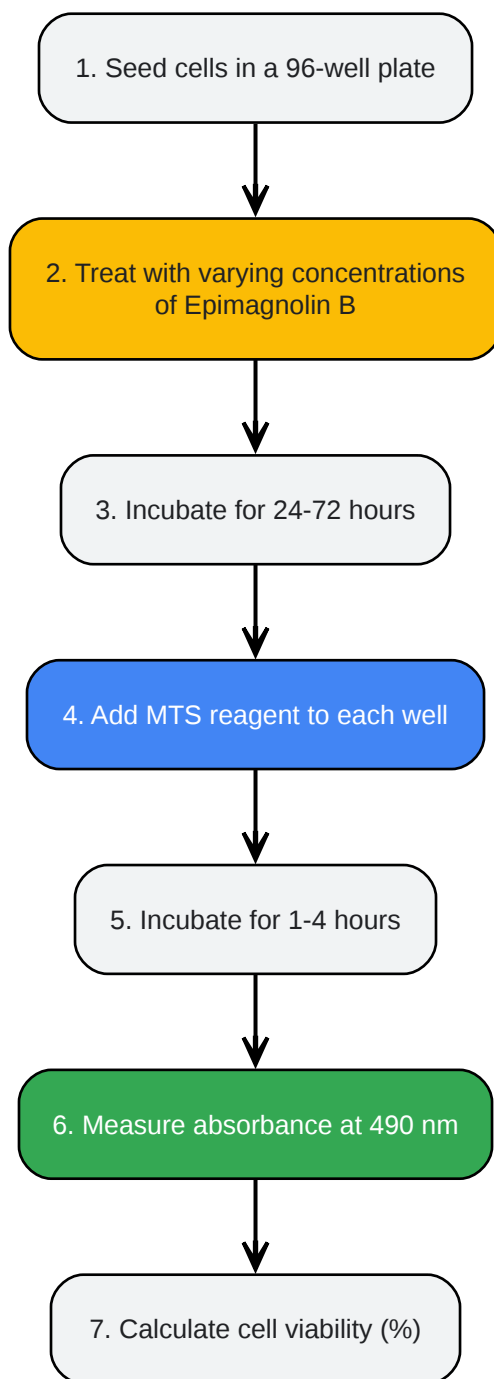 1. Seed cells in a 96-well plate
2. Treat with varying concentrations
of Epimagnolin B
3. Incubate for 24-72 hours
4. Add MTS reagent to each well
5. Incubate for 1-4 hours
6. Measure absorbance at 490 nm
7. Calculate cell viability (%)